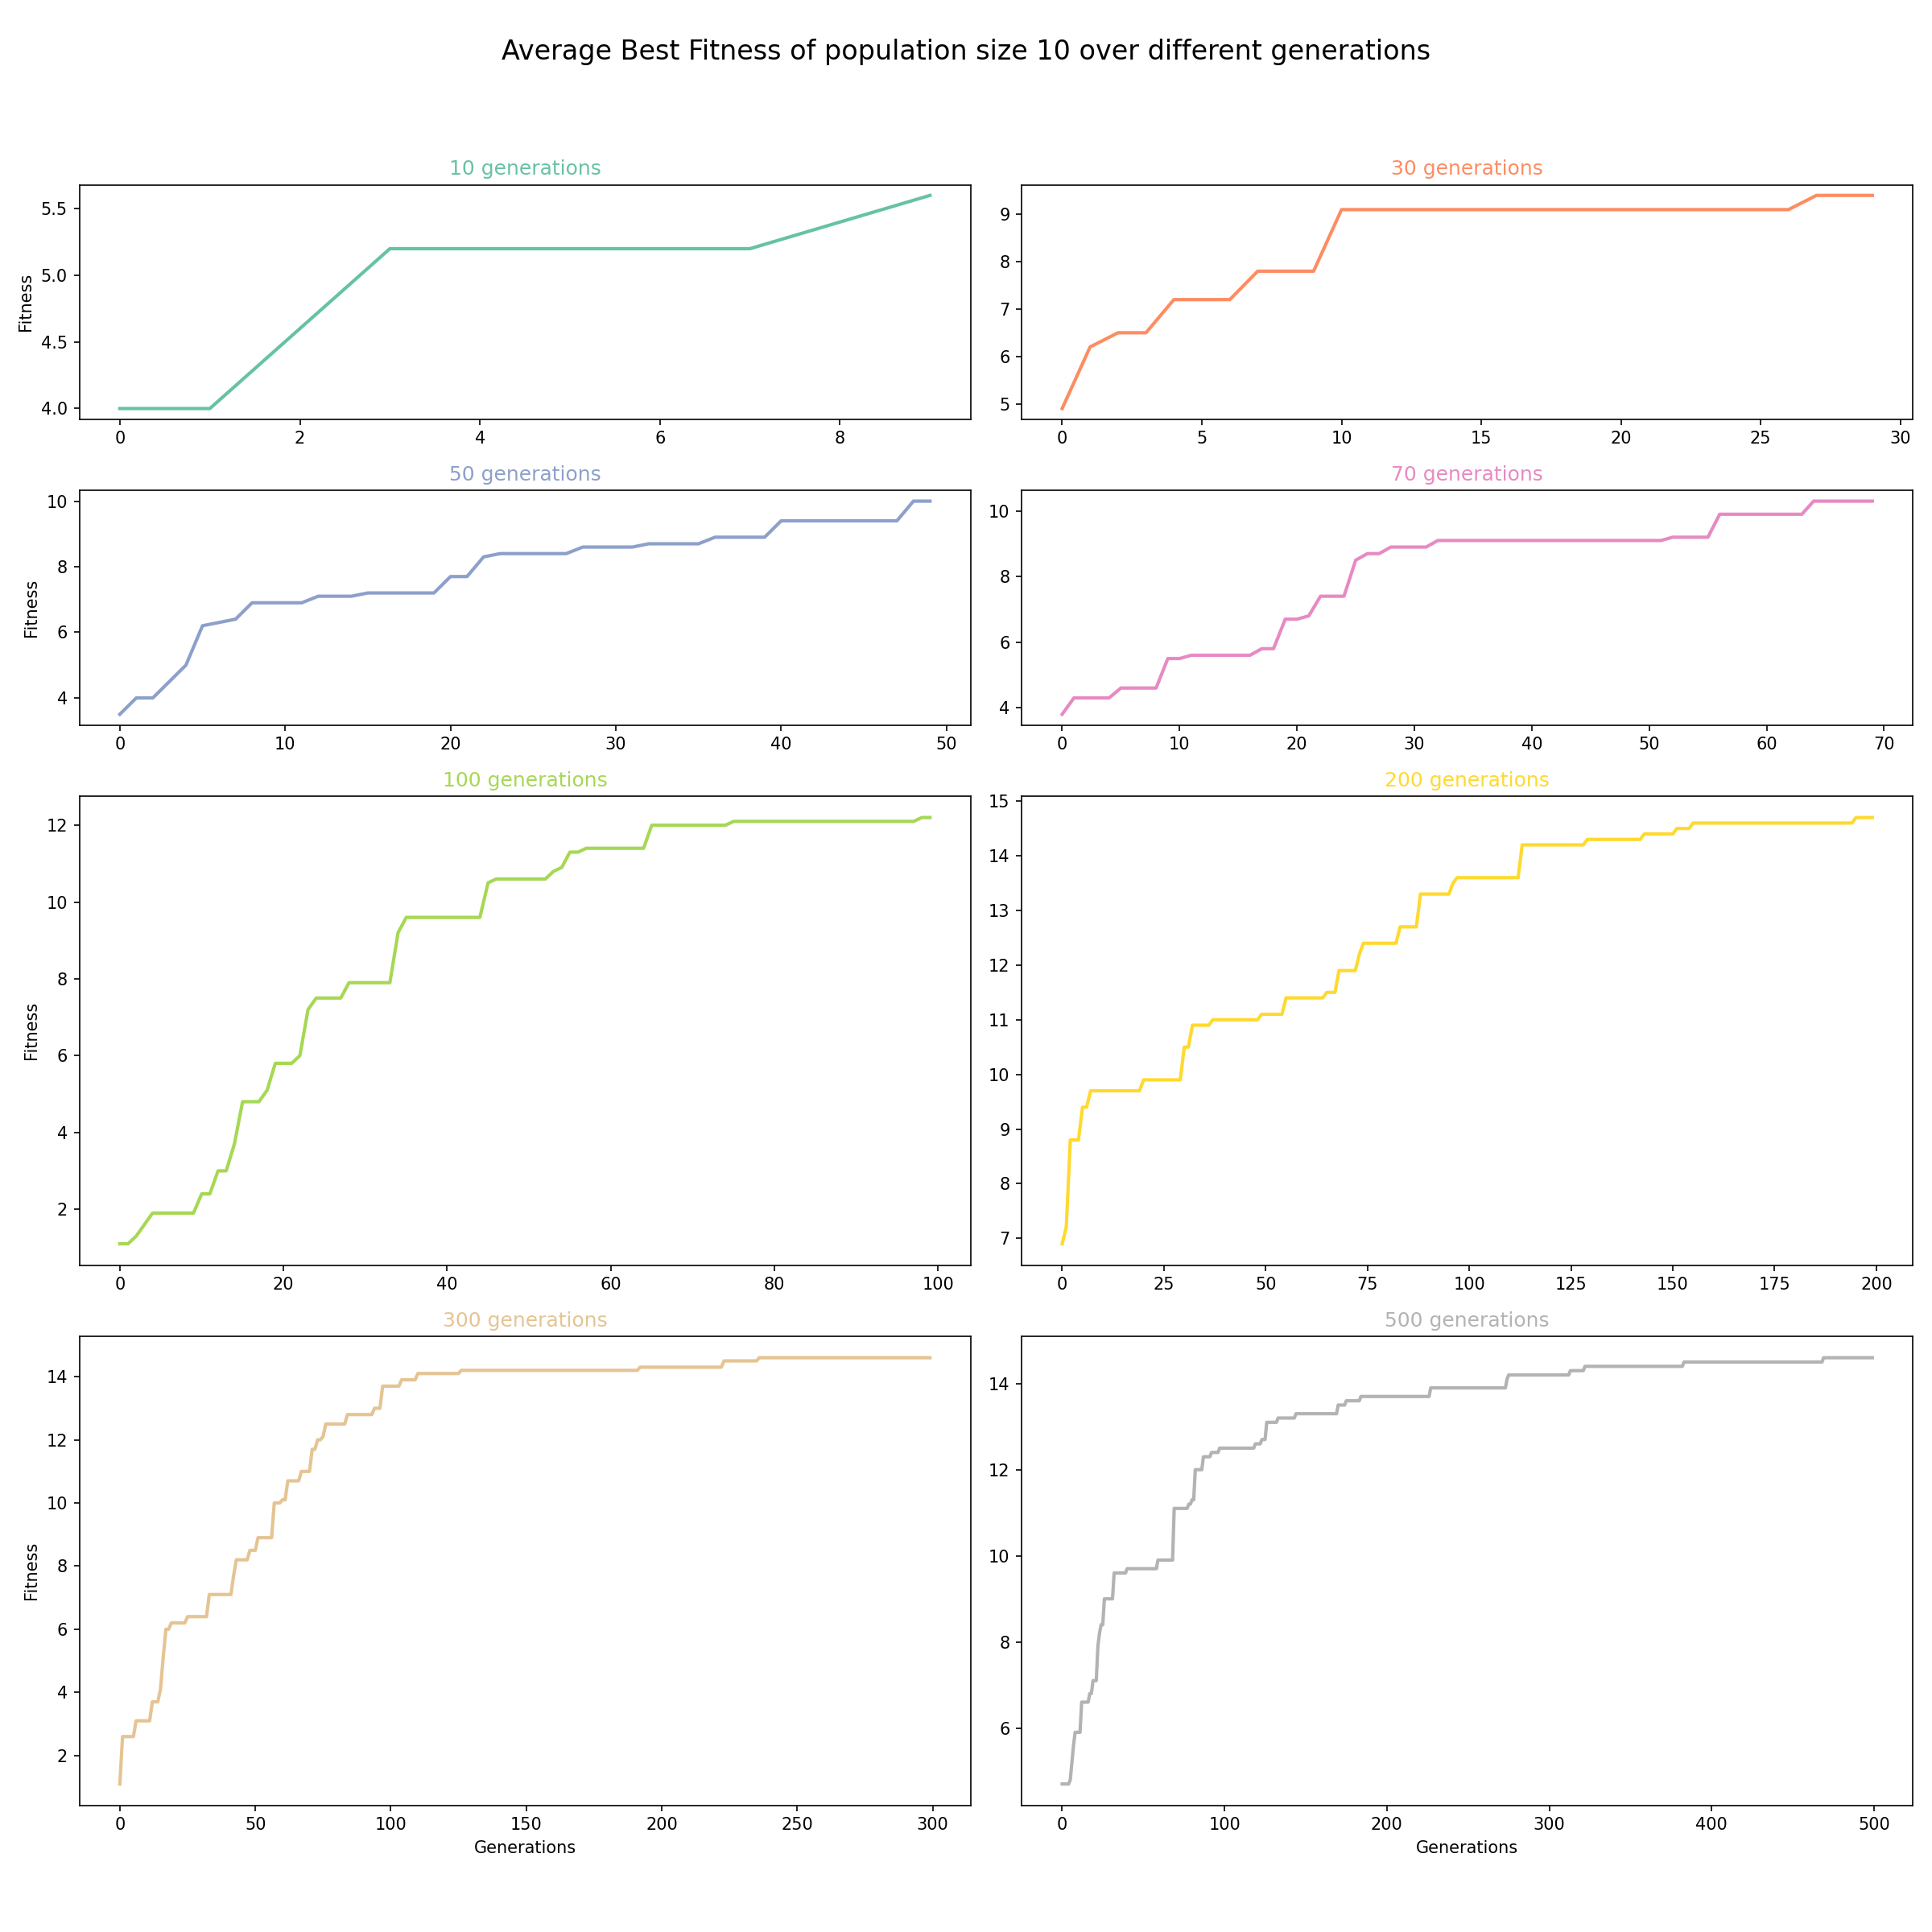 Average Best Fitness of population size 10 over different generations
10 generations
5.5
5.0
4.5
4.0
Fitness
0 2 4 6 8
30 generations
9
8
7
6
5
0 5 10 15 20 25 30
50 generations
10
8
6
4
Fitness
0 10 20 30 40 50
70 generations
10
8
6
4
0 10 20 30 40 50 60 70
100 generations
12
10
8
6
4
2
Fitness
0 20 40 60 80 100
200 generations
15
14
13
12
11
10
9
8
7
0 25 50 75 100 125 150 175 200
300 generations
14
12
10
8
6
4
2
Fitness
0 50 100 150 200 250 300
Generations
500 generations
14
12
10
8
6
0 100 200 300 400 500
Generations